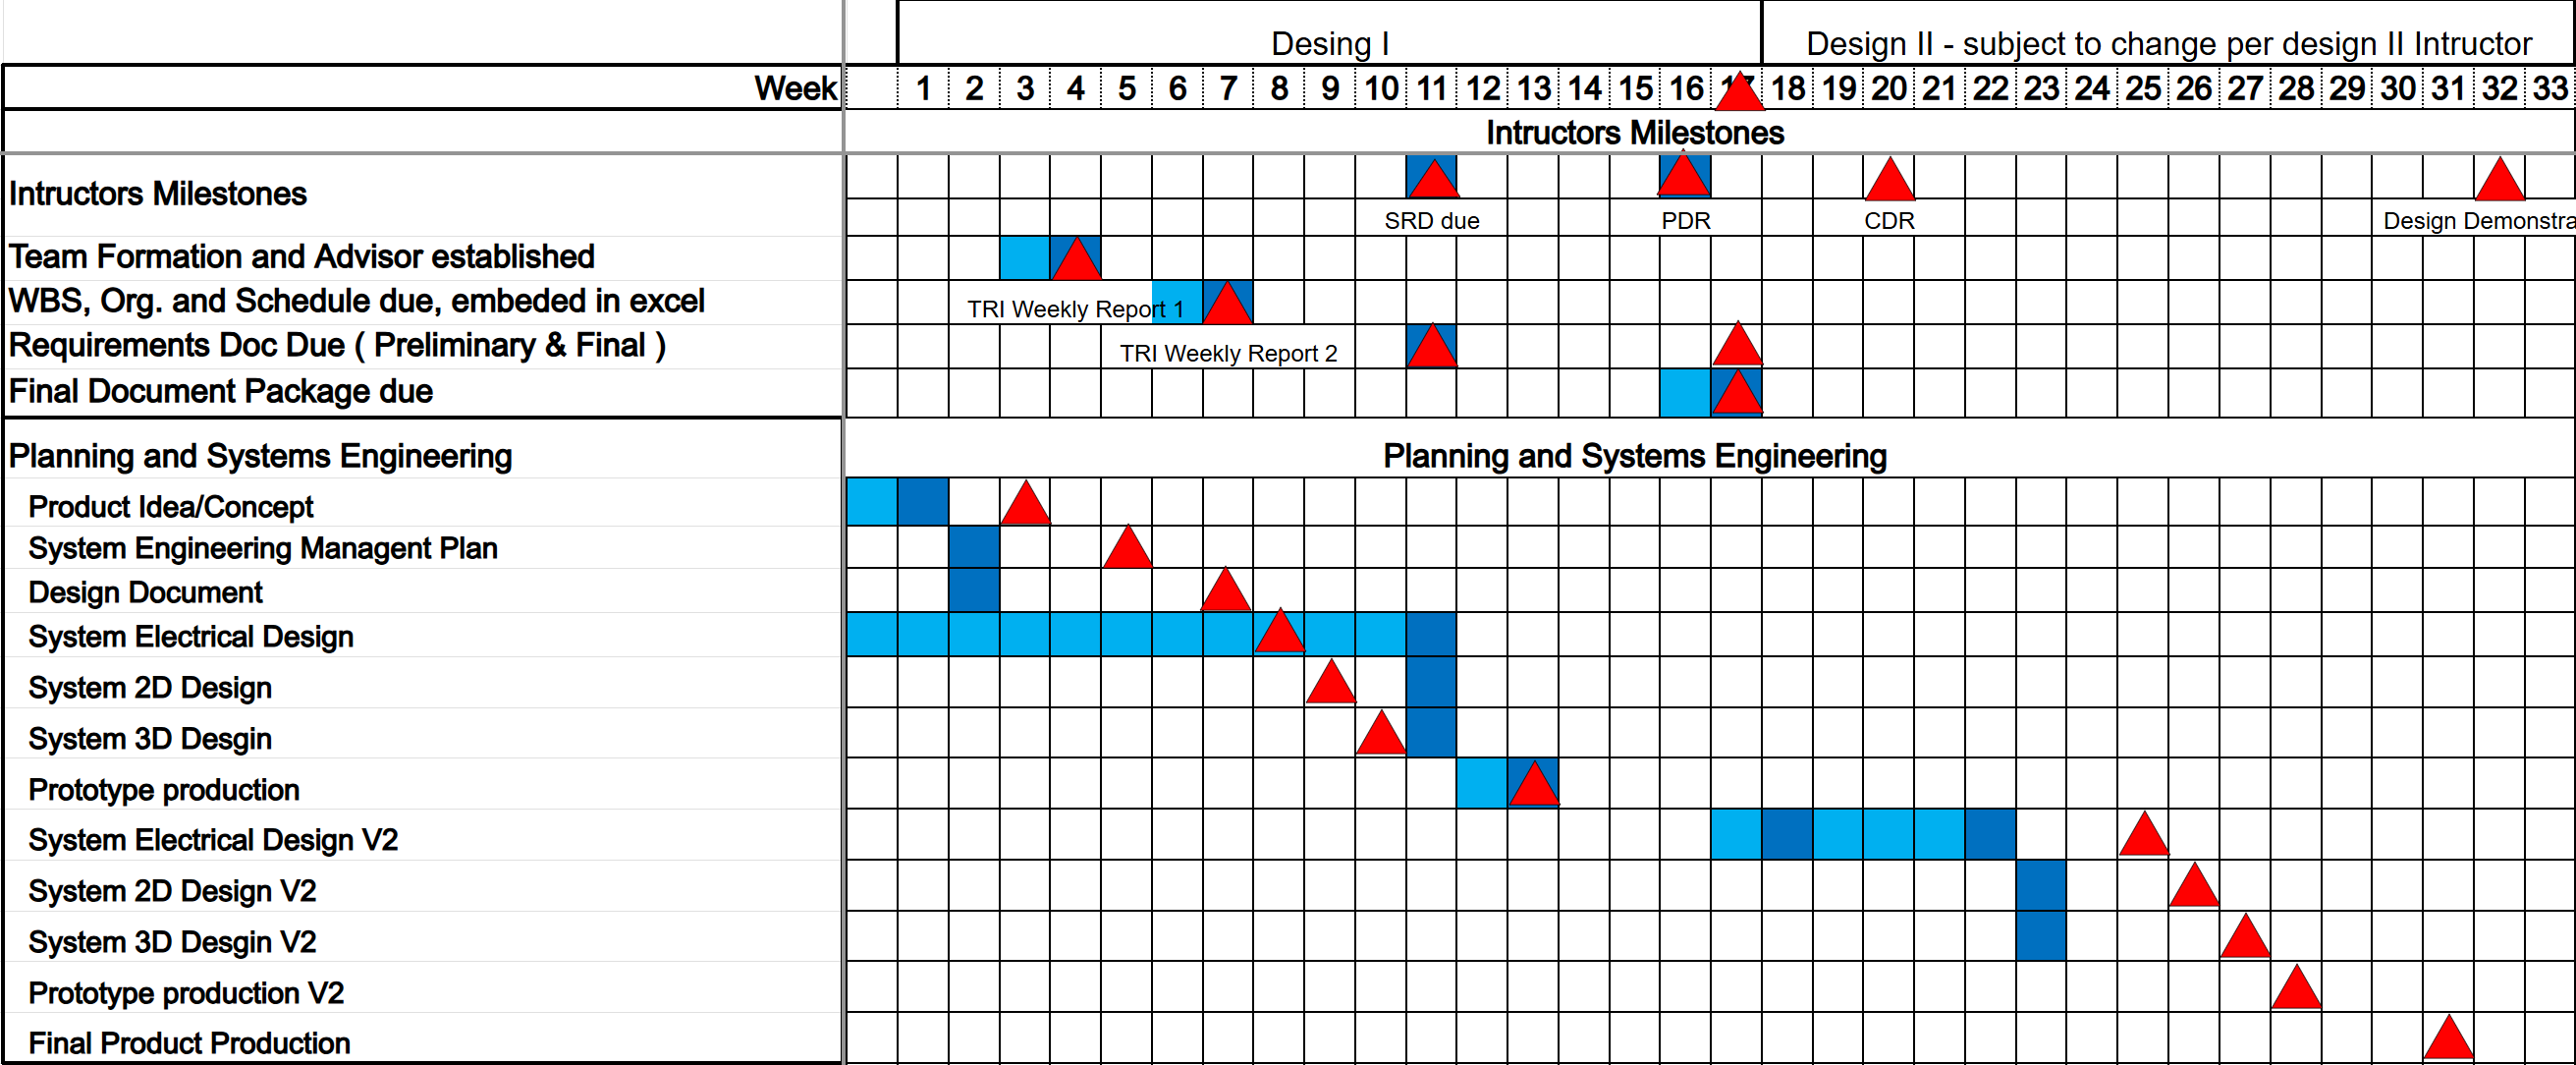 Desing I
Design II - subject to change per design II Intructor
Week 1 2 3 4 5 6 7 8 9 10 11 12 13 14 15 16 17 18 19 20 21 22 23 24 25 26 27 28 29 30 31 32 33
Intructors Milestones
Intructors Milestones
SRD due PDR CDR Design Demonstra
Team Formation and Advisor established
WBS, Org. and Schedule due, embeded in excel
TRI Weekly Report 1
Requirements Doc Due ( Preliminary & Final )
TRI Weekly Report 2
Final Document Package due
Planning and Systems Engineering
Planning and Systems Engineering
Product Idea/Concept
System Engineering Managent Plan
Design Document
System Electrical Design
System 2D Design
System 3D Desgin
Prototype production
System Electrical Design V2
System 2D Design V2
System 3D Desgin V2
Prototype production V2
Final Product Production